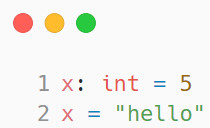 1 x: int = 5
2 x = "hello"